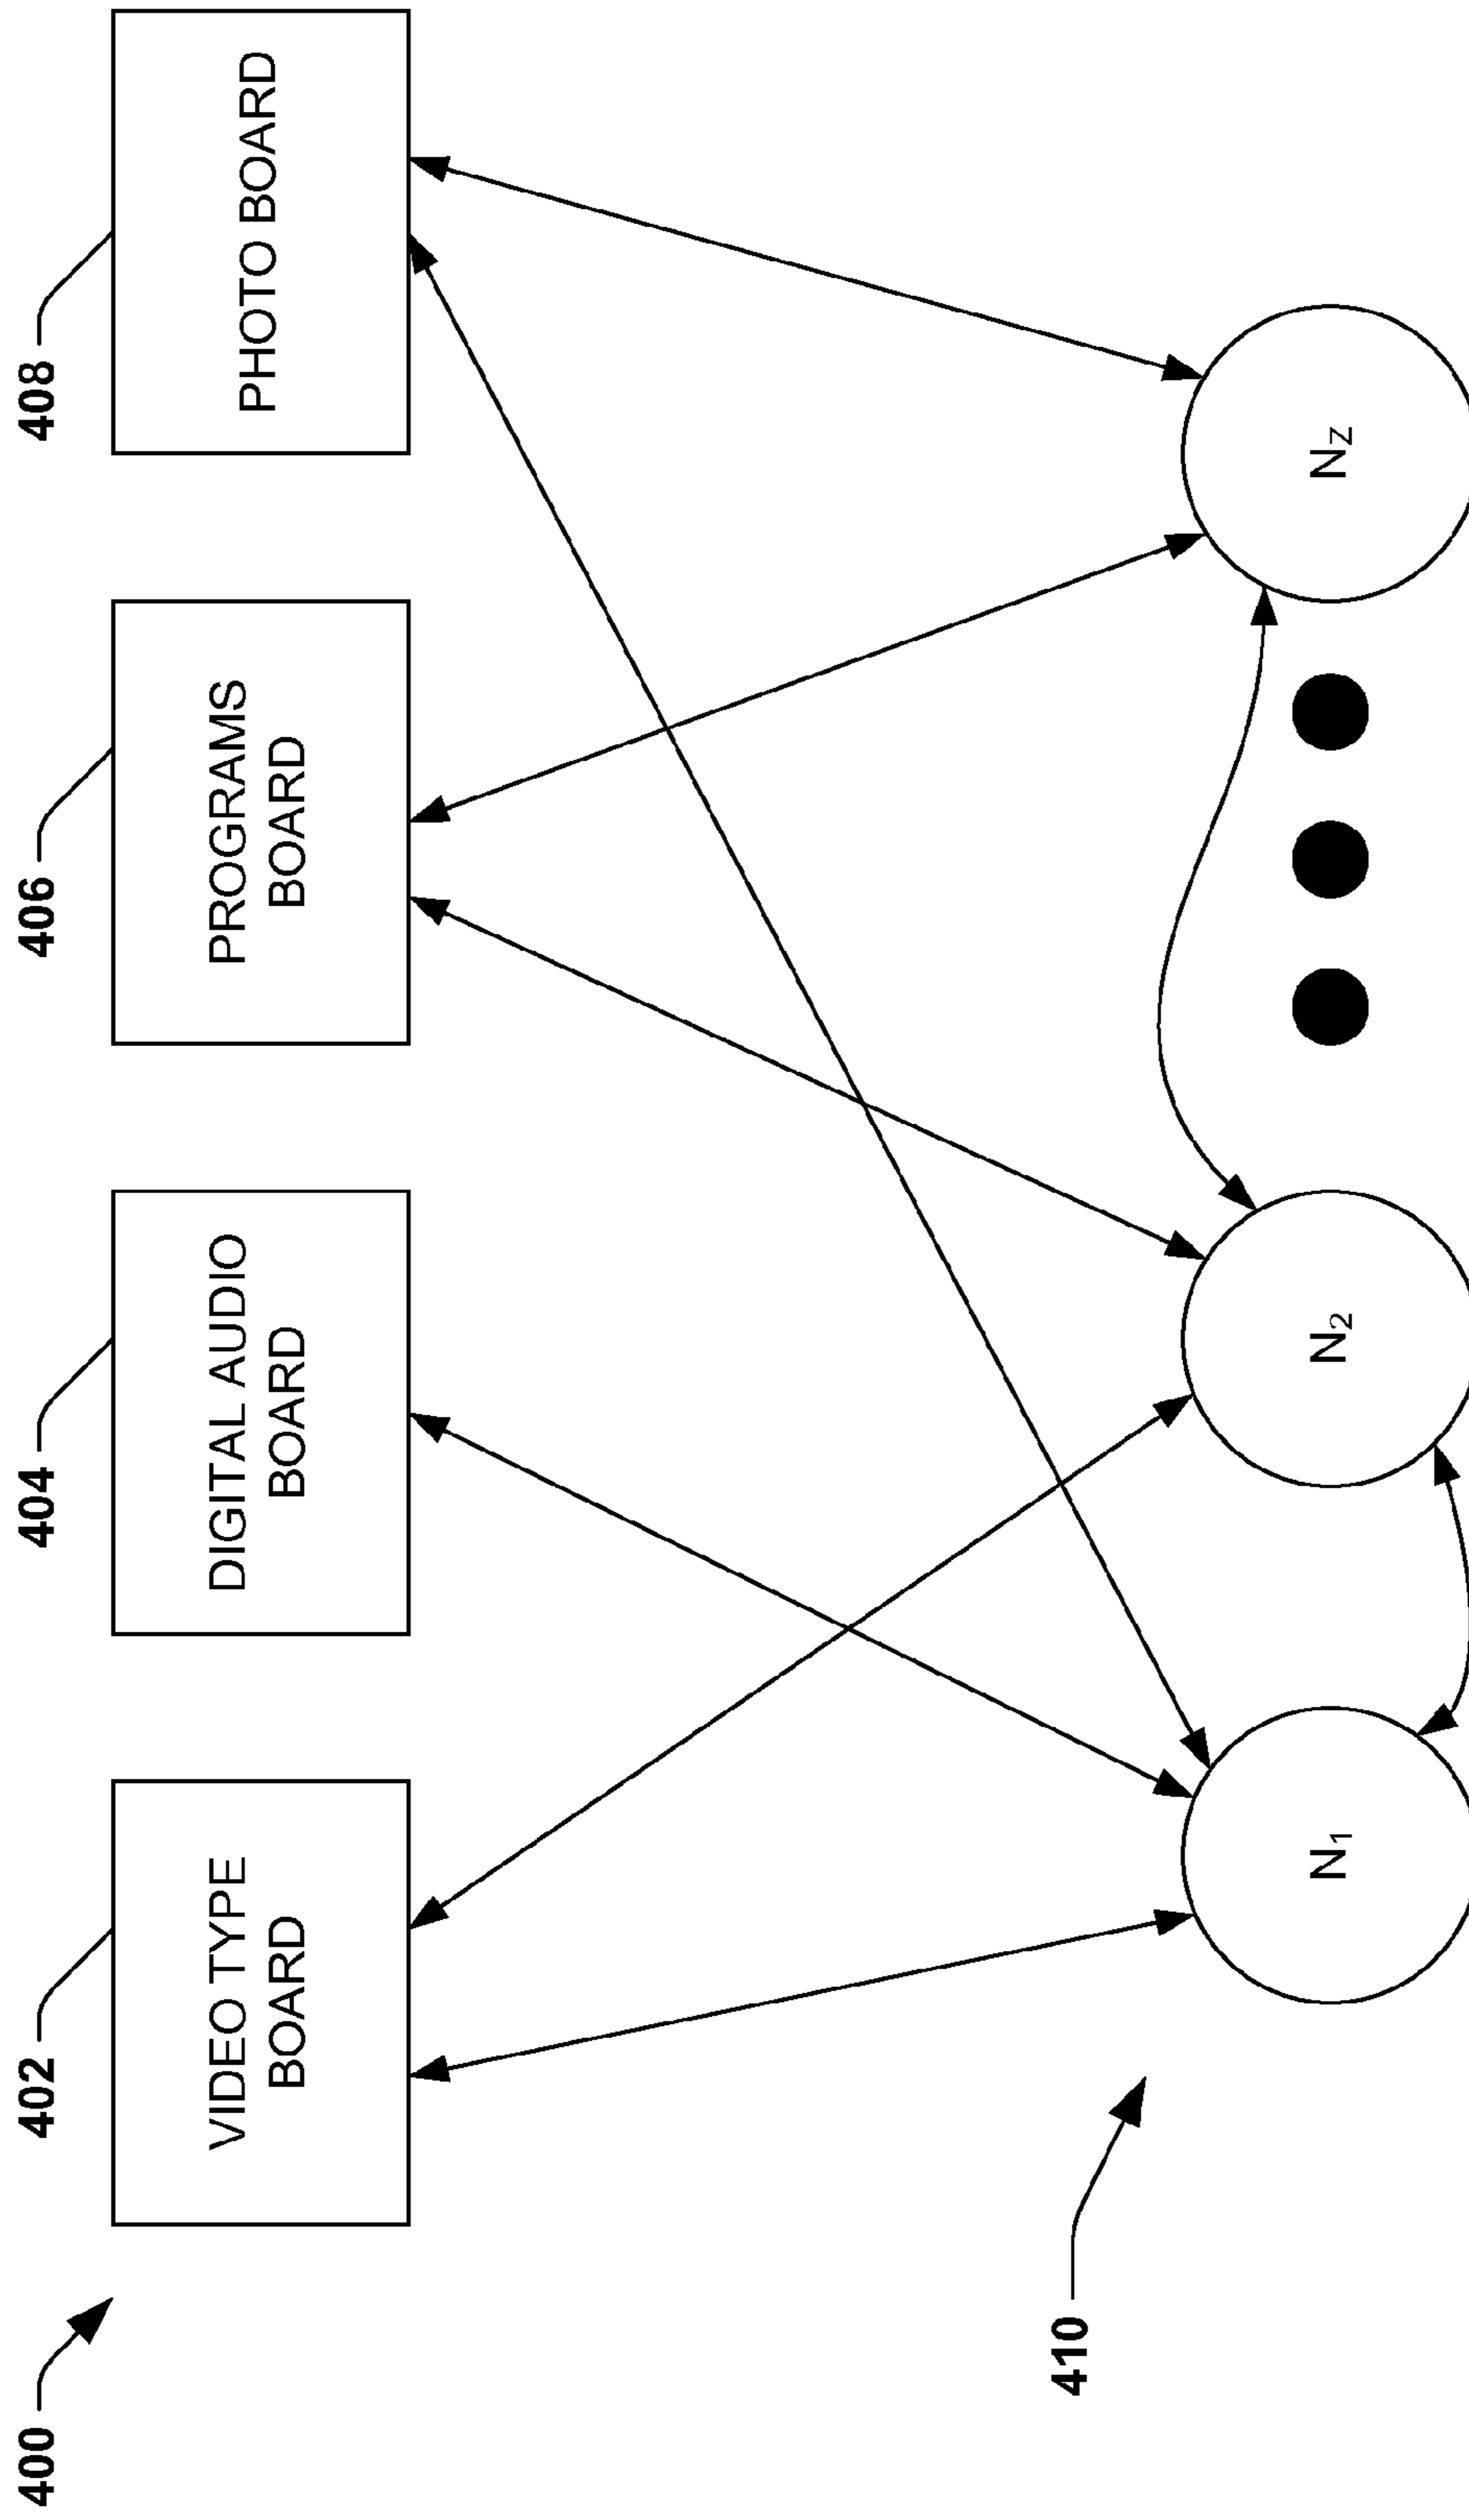 400
402
404
406
408
VIDEO TYPE
BOARD
DIGITAL AUDIO
BOARD
PROGRAMS
BOARD
PHOTO BOARD
410
N1
N2
NZ